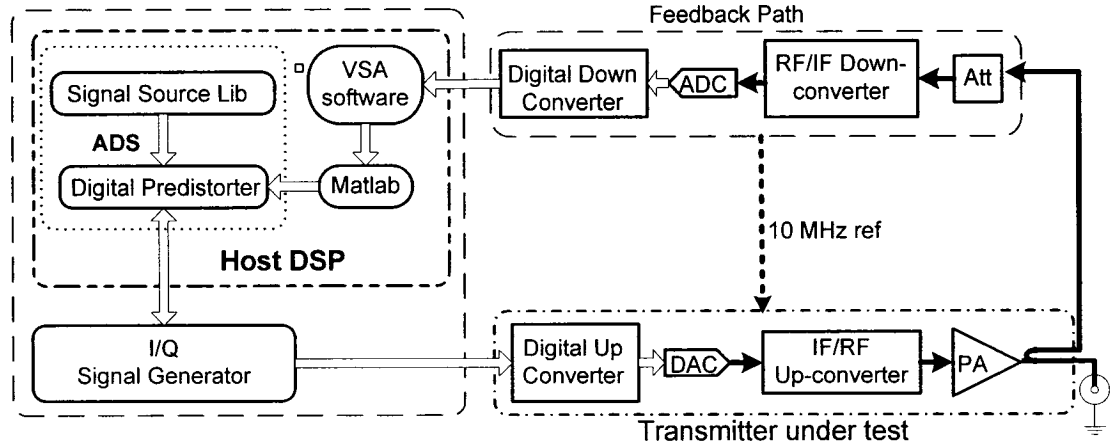 Feedback Path
Signal Source Lib
ADS
Digital Predistorter
VSA
software
Matlab
Host DSP
I/Q
Signal Generator
Digital Down
Converter
ADC
RF/IF Down-
converter
Att
10 MHz ref
Digital Up
Converter
DAC
IF/RF
Up-converter
PA
Transmitter under test